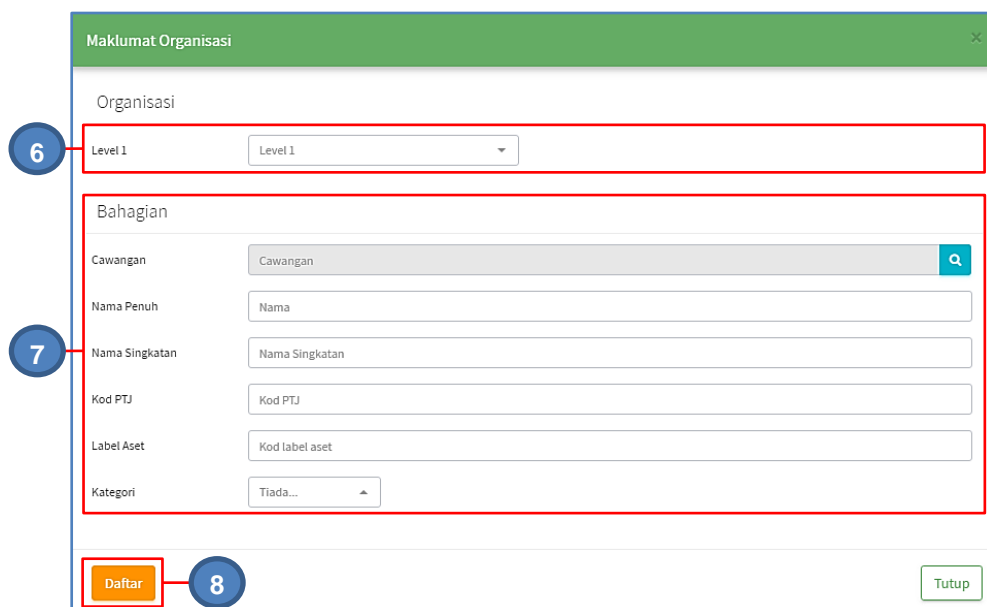 Maklumat Organisasi ×
Organisasi
6 Level 1 Level 1
Bahagian
Cawangan Cawangan
Nama Penuh Nama
7 Nama Singkatan Nama Singkatan
Kod PTJ Kod PTJ
Label Aset Kod label aset
Kategori Tiada...
Daftar 8 Tutup